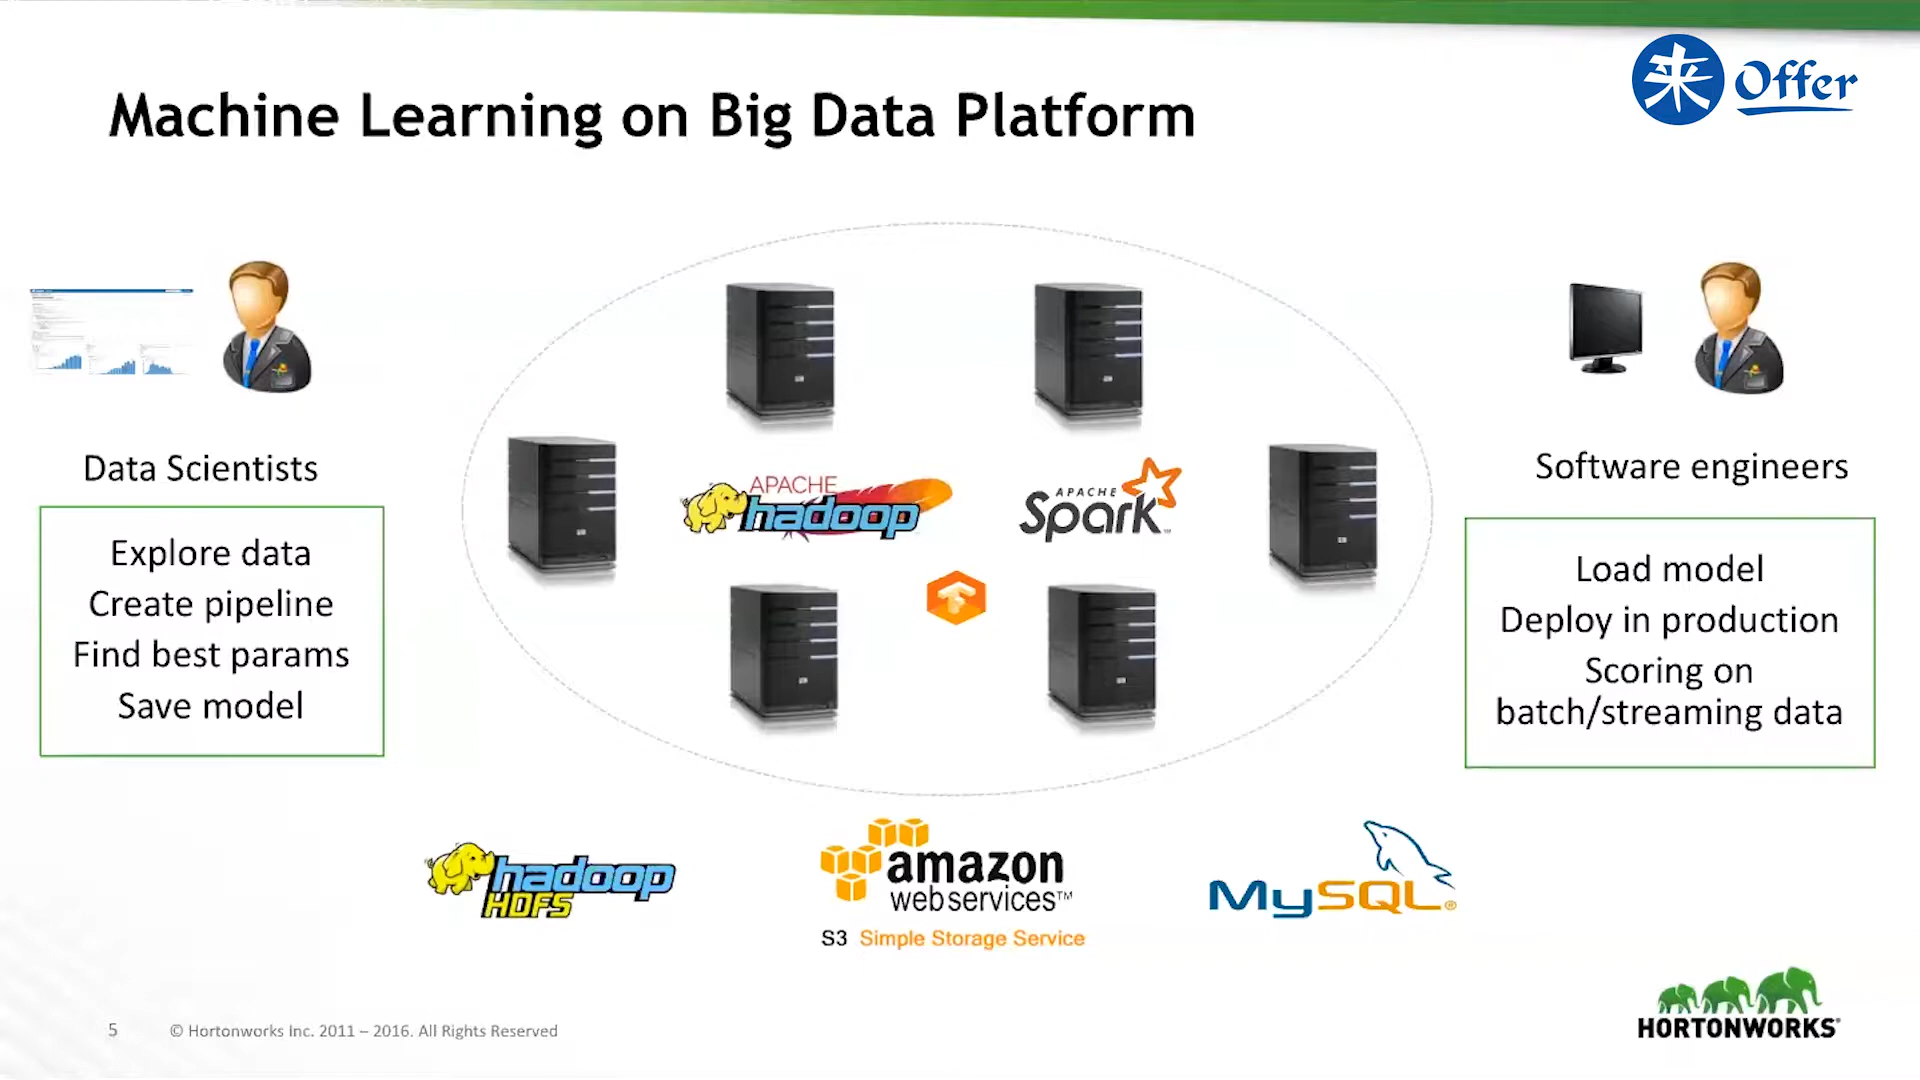 来 Offer
Machine Learning on Big Data Platform
Data Scientists
Explore data
Create pipeline
Find best params
Save model
APACHE
hadoop
APACHE
Spark™
Software engineers
Load model
Deploy in production
Scoring on
batch/streaming data
hadoop
HDFS
amazon
webservices™
S3 Simple Storage Service
MySQL®
5 © Hortonworks Inc. 2011 – 2016. All Rights Reserved
HORTONWORKS®